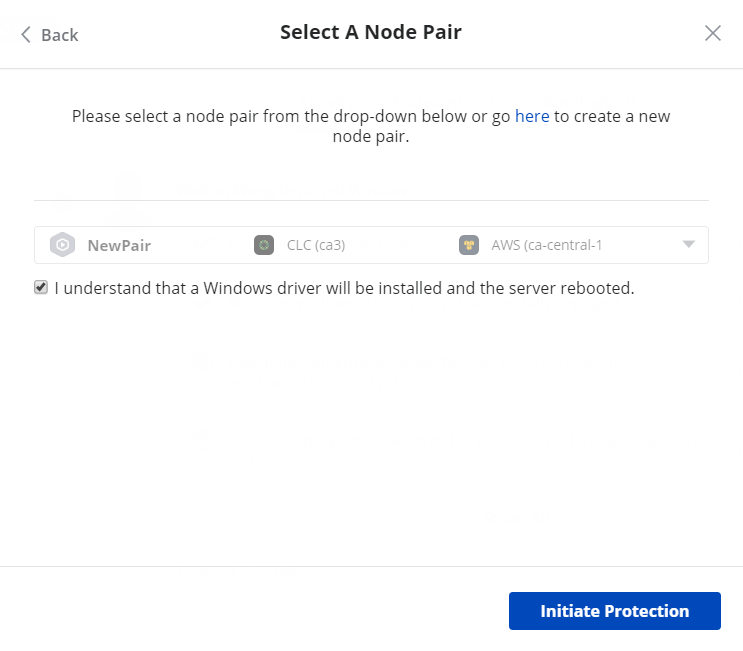 Back
Select A Node Pair
Please select a node pair from the drop-down below or go here to create a new
node pair.
NewPair CLC (ca3) AWS (ca-central-1
I understand that a Windows driver will be installed and the server rebooted.
Initiate Protection